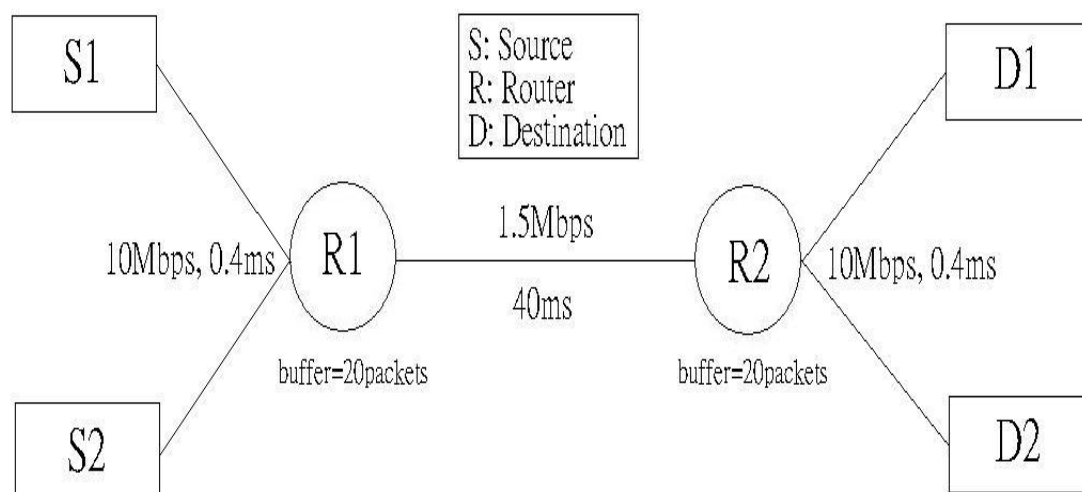 S1
S: Source
R: Router
D: Destination
D1
10Mbps, 0.4ms
R1
1.5Mbps
40ms
R2
10Mbps, 0.4ms
buffer=20packets
buffer=20packets
S2
D2